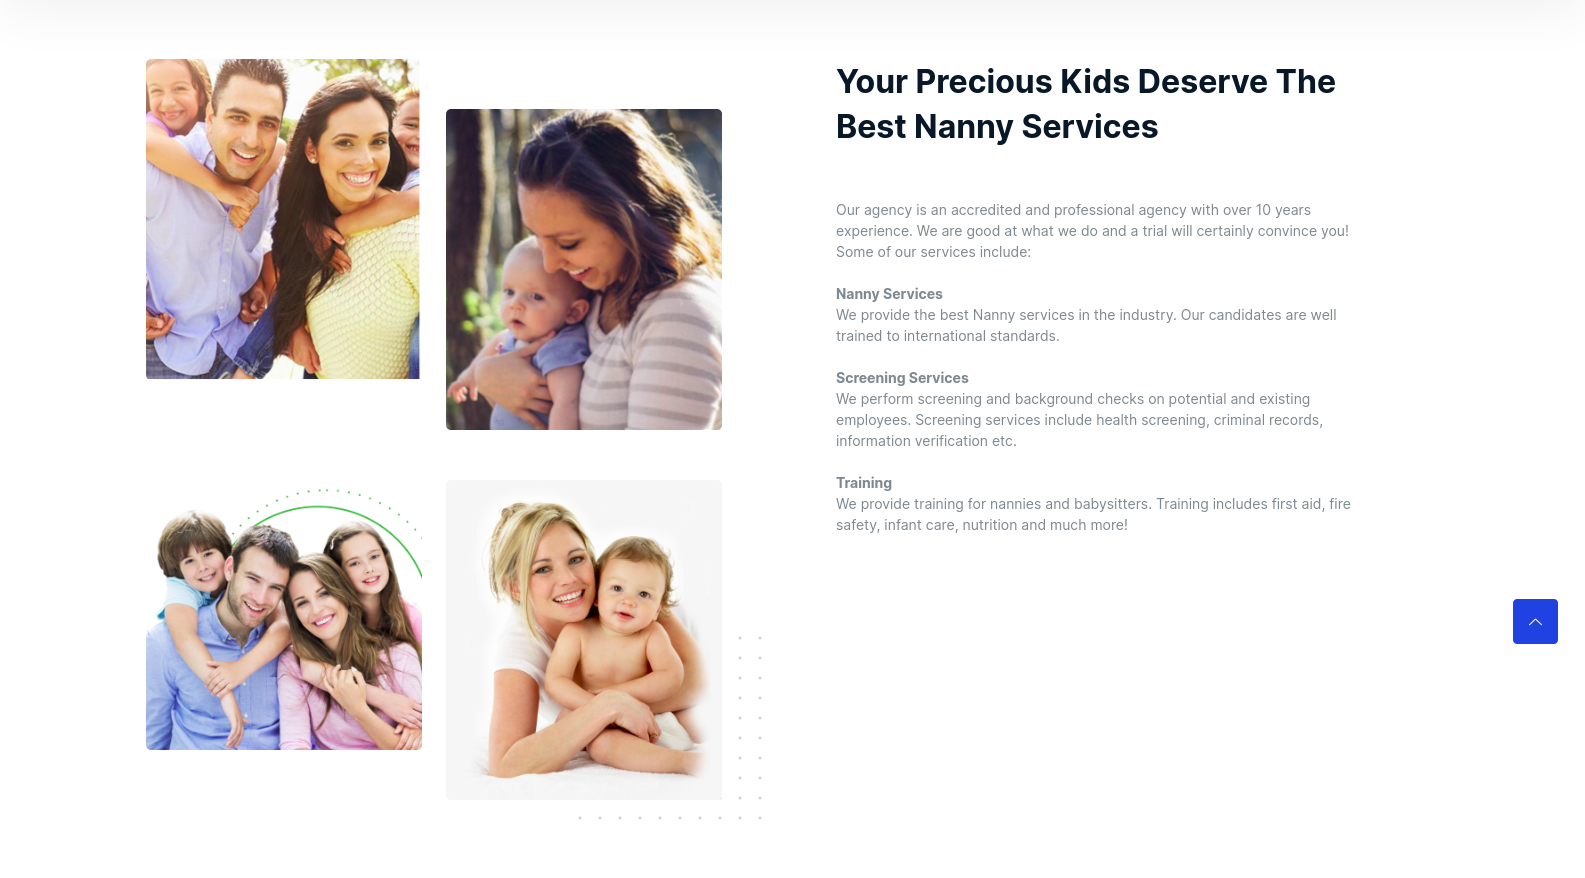 Your Precious Kids Deserve The
Best Nanny Services
Our agency is an accredited and professional agency with over 10 years
experience. We are good at what we do and a trial will certainly convince you!
Some of our services include:
Nanny Services
We provide the best Nanny services in the industry. Our candidates are well
trained to international standards.
Screening Services
We perform screening and background checks on potential and existing
employees. Screening services include health screening, criminal records,
information verification etc.
Training
We provide training for nannies and babysitters. Training includes first aid, fire
safety, infant care, nutrition and much more!